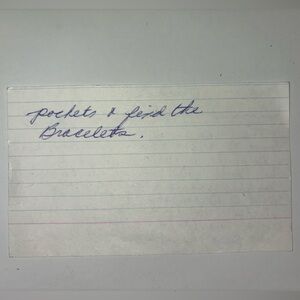 pockets & find the
Bracelets.